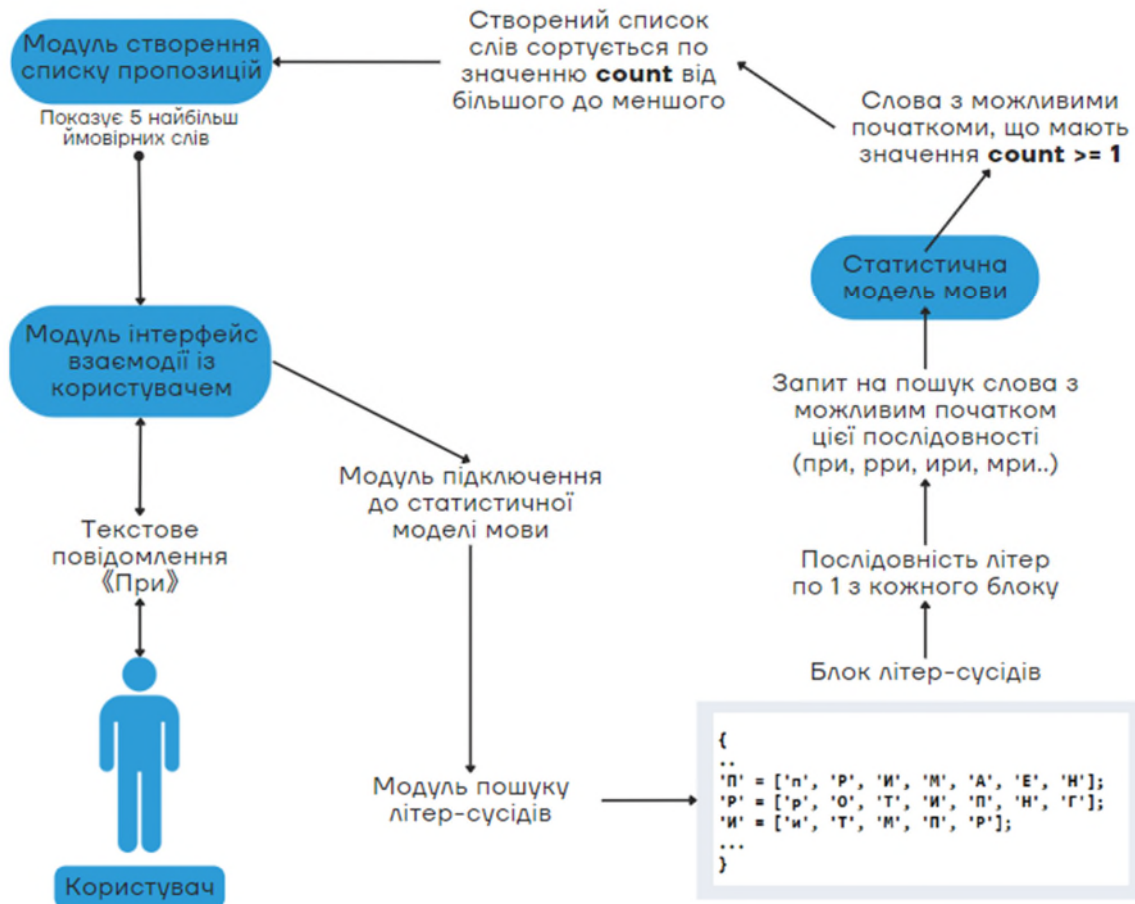 Модуль створення
списку пропозицій
Показує 5 найбільш
ймовірних слів
Створений список
слів сортується по
значенню count від
більшого до меншого
Слова з можливими
початкоми, що мають
значення count >= 1
Статистична
модель мови
Модуль інтерфейс
взаємодії із
користувачем
Запит на пошук слова з
можливим початком
цієї послідовності
(при, рри, ири, мри..)
Модуль підключення
до статистичної
моделі мови
Текстове
повідомлення
《При》
Послідовність літер
по 1 з кожного блоку
Блок літер-сусідів
Модуль пошуку
літер-сусідів
{
..
'П' = ['п', 'Р', 'И', 'М', 'А', 'Е', 'Н'];
'Р' = ['р', 'О', 'Т', 'И', 'П', 'Н', 'Г'];
'И' = ['и', 'Т', 'М', 'П', 'Р'];
...
}
Користувач